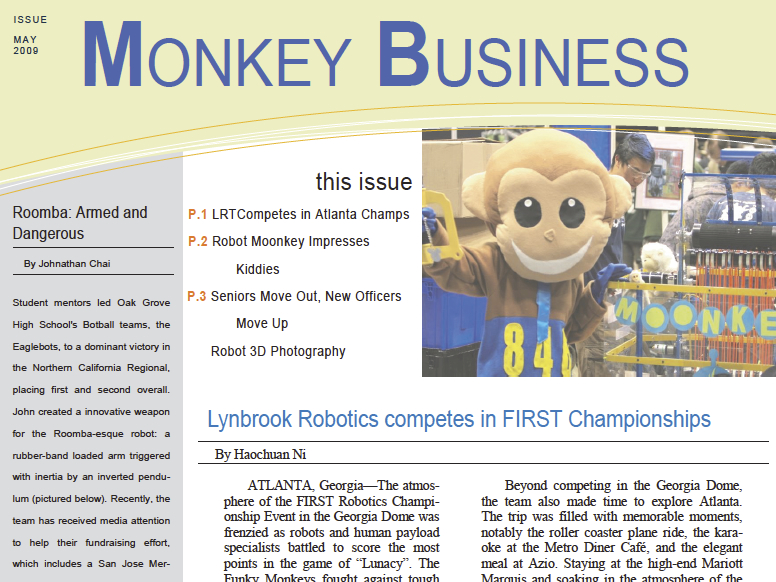 ISSUE
MAY
2009
MONKEY BUSINESS
this issue
P.1 LRTCompetes in Atlanta Champs
P.2 Robot Moonkey Impresses
Kiddies
P.3 Seniors Move Out, New Officers
Move Up
Robot 3D Photography
Roomba: Armed and
Dangerous
By Johnathan Chai
Student mentors led Oak Grove
High School's Botball teams, the
Eaglebots, to a dominant victory in
the Northern California Regional,
placing first and second overall.
John created a innovative weapon
for the Roomba-esque robot: a
rubber-band loaded arm triggered
with inertia by an inverted pendu-
lum (pictured below). Recently, the
team has received media attention
to help their fundraising effort,
which includes a San Jose Mer-
846
MOONKE
Lynbrook Robotics competes in FIRST Championships
By Haochuan Ni
ATLANTA, Georgia—The atmos-
phere of the FIRST Robotics Champi-
onship Event in the Georgia Dome was
frenzied as robots and human payload
specialists battled to score the most
points in the game of “Lunacy”. The
Funky Monkeys fought against tough
Beyond competing in the Georgia Dome,
the team also made time to explore Atlanta.
The trip was filled with memorable moments,
notably the roller coaster plane ride, the kara-
oke at the Metro Diner Café, and the elegant
meal at Azio. Staying at the high-end Mariott
Marquis and soaking in the atmosphere of the